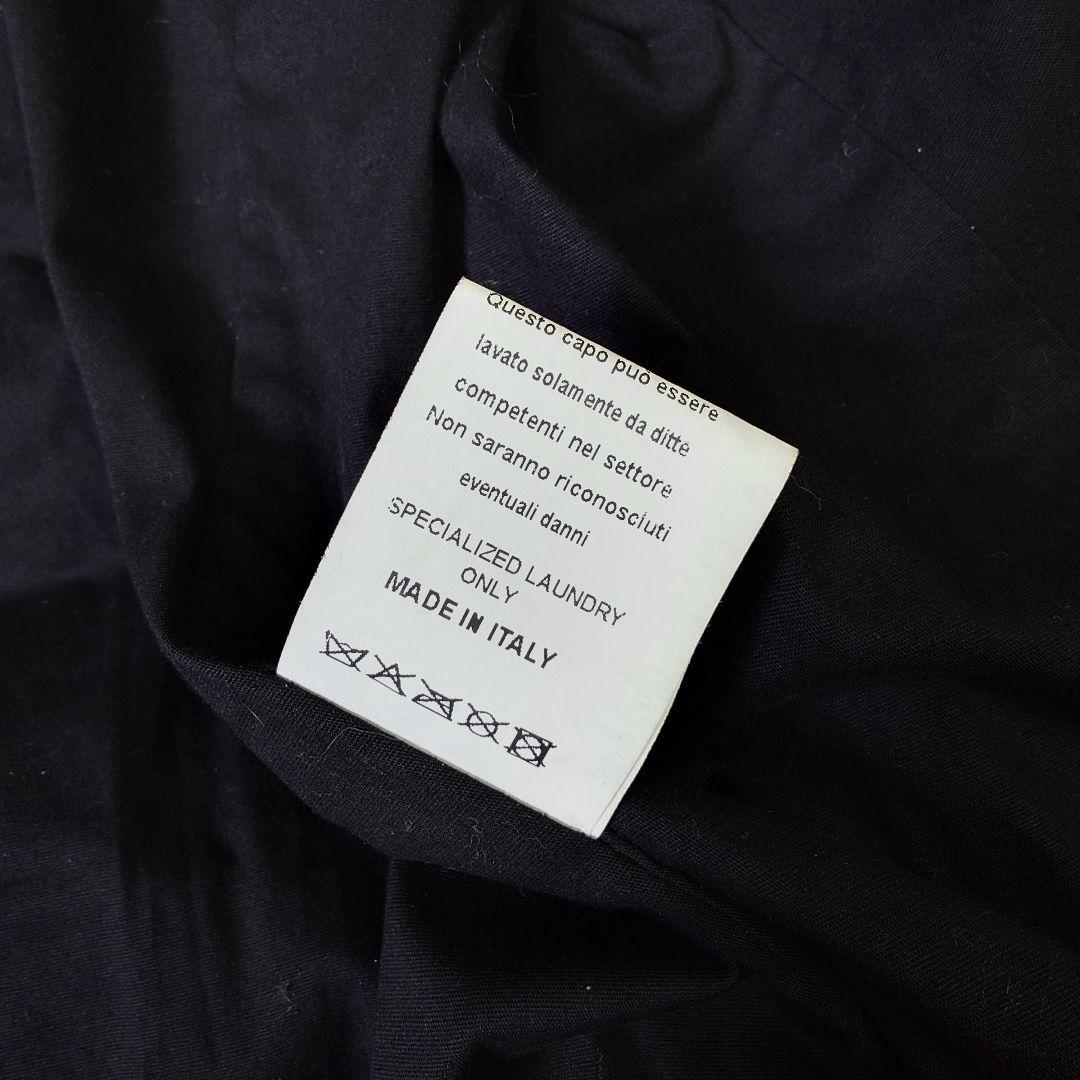 Questo capo può essere
lavato solamente da ditte
competenti nel settore
Non saranno riconosciuti
eventuali danni
SPECIALIZED LAUNDRY
ONLY
MADE IN ITALY